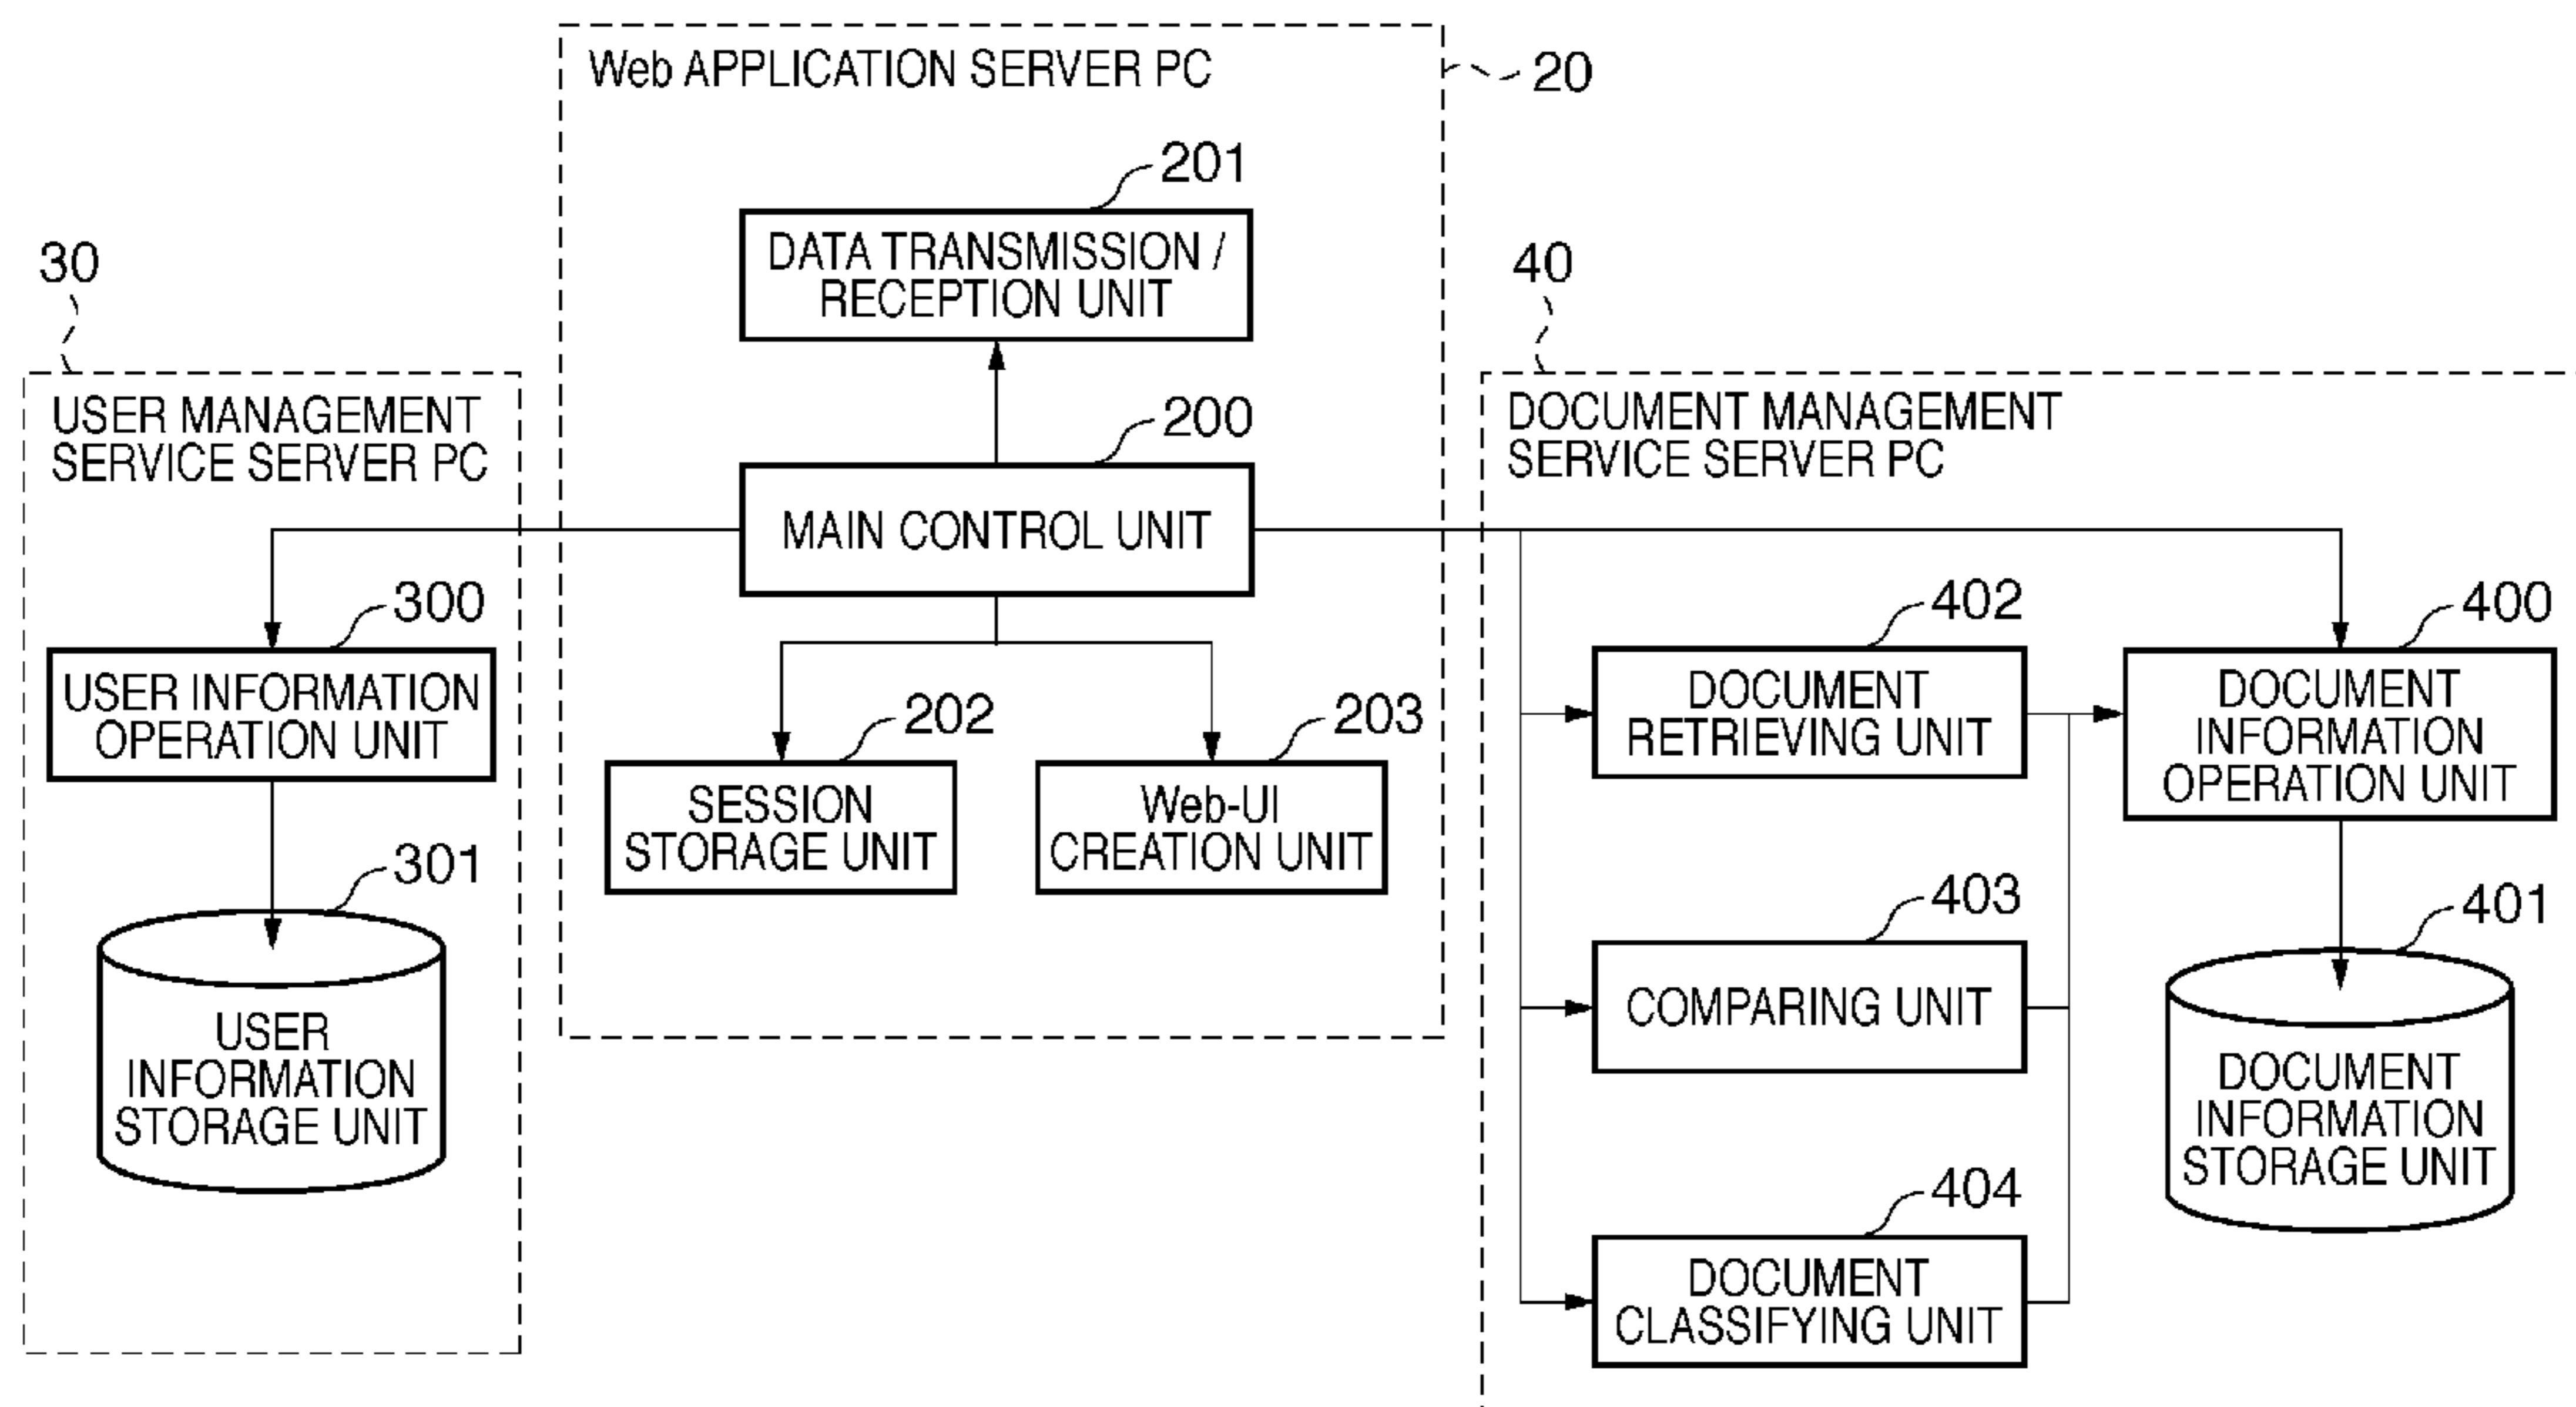 Web APPLICATION SERVER PC
20
201
DATA TRANSMISSION /
RECEPTION UNIT
30
USER MANAGEMENT
SERVICE SERVER PC
200
MAIN CONTROL UNIT
40
DOCUMENT MANAGEMENT
SERVICE SERVER PC
300
USER INFORMATION
OPERATION UNIT
202
SESSION
STORAGE UNIT
203
Web-UI
CREATION UNIT
402
DOCUMENT
RETRIEVING UNIT
400
DOCUMENT
INFORMATION
OPERATION UNIT
301
USER
INFORMATION
STORAGE UNIT
403
COMPARING UNIT
401
DOCUMENT
INFORMATION
STORAGE UNIT
404
DOCUMENT
CLASSIFYING UNIT